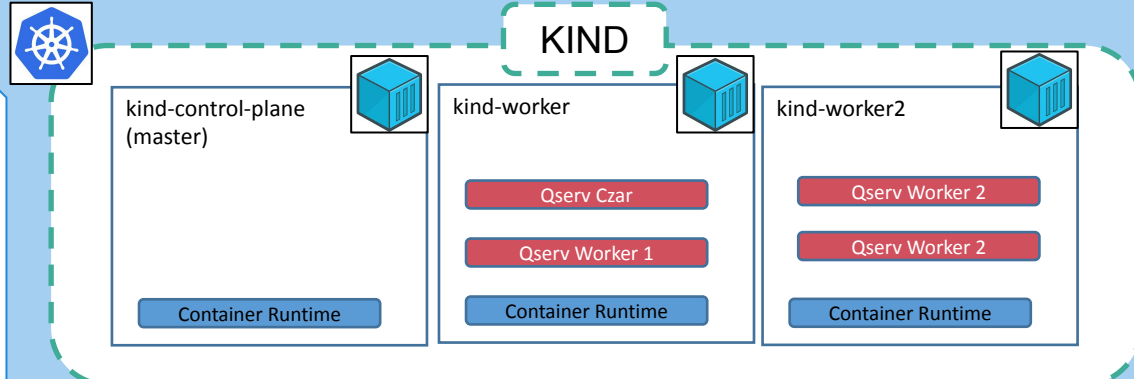 KIND
kind-control-plane
(master)
Container Runtime
kind-worker
Qserv Czar
Qserv Worker 1
Container Runtime
kind-worker2
Qserv Worker 2
Qserv Worker 2
Container Runtime